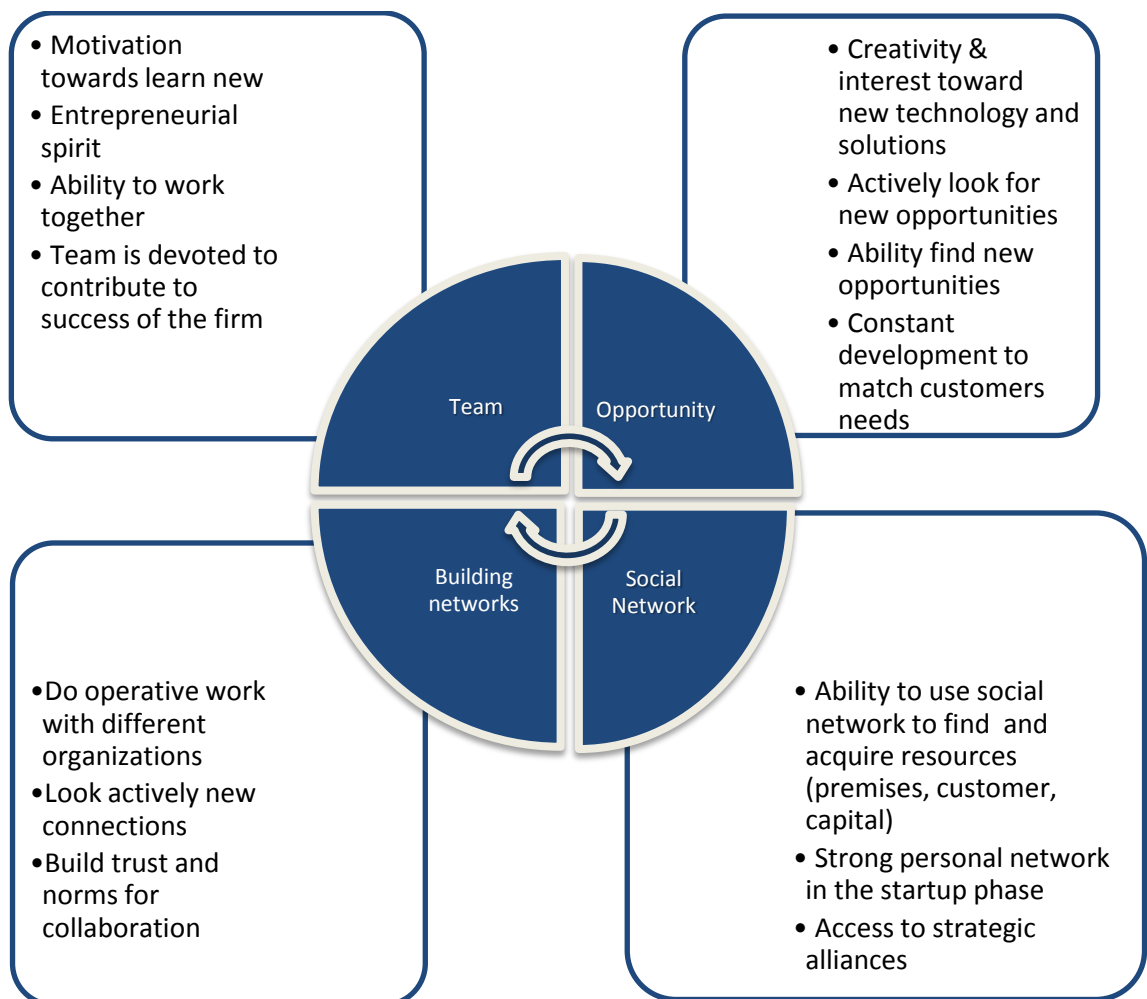 • Motivation
towards learn new
• Entrepreneurial
spirit
• Ability to work
together
• Team is devoted to
contribute to
success of the firm
• Creativity &
interest toward
new technology and
solutions
• Actively look for
new opportunities
• Ability find new
opportunities
• Constant
development to
match customers
needs
Team
Opportunity
Building
networks
Social
Network
•Do operative work
with different
organizations
•Look actively new
connections
•Build trust and
norms for
collaboration
• Ability to use social
network to find and
acquire resources
(premises, customer,
capital)
• Strong personal network
in the startup phase
• Access to strategic
alliances